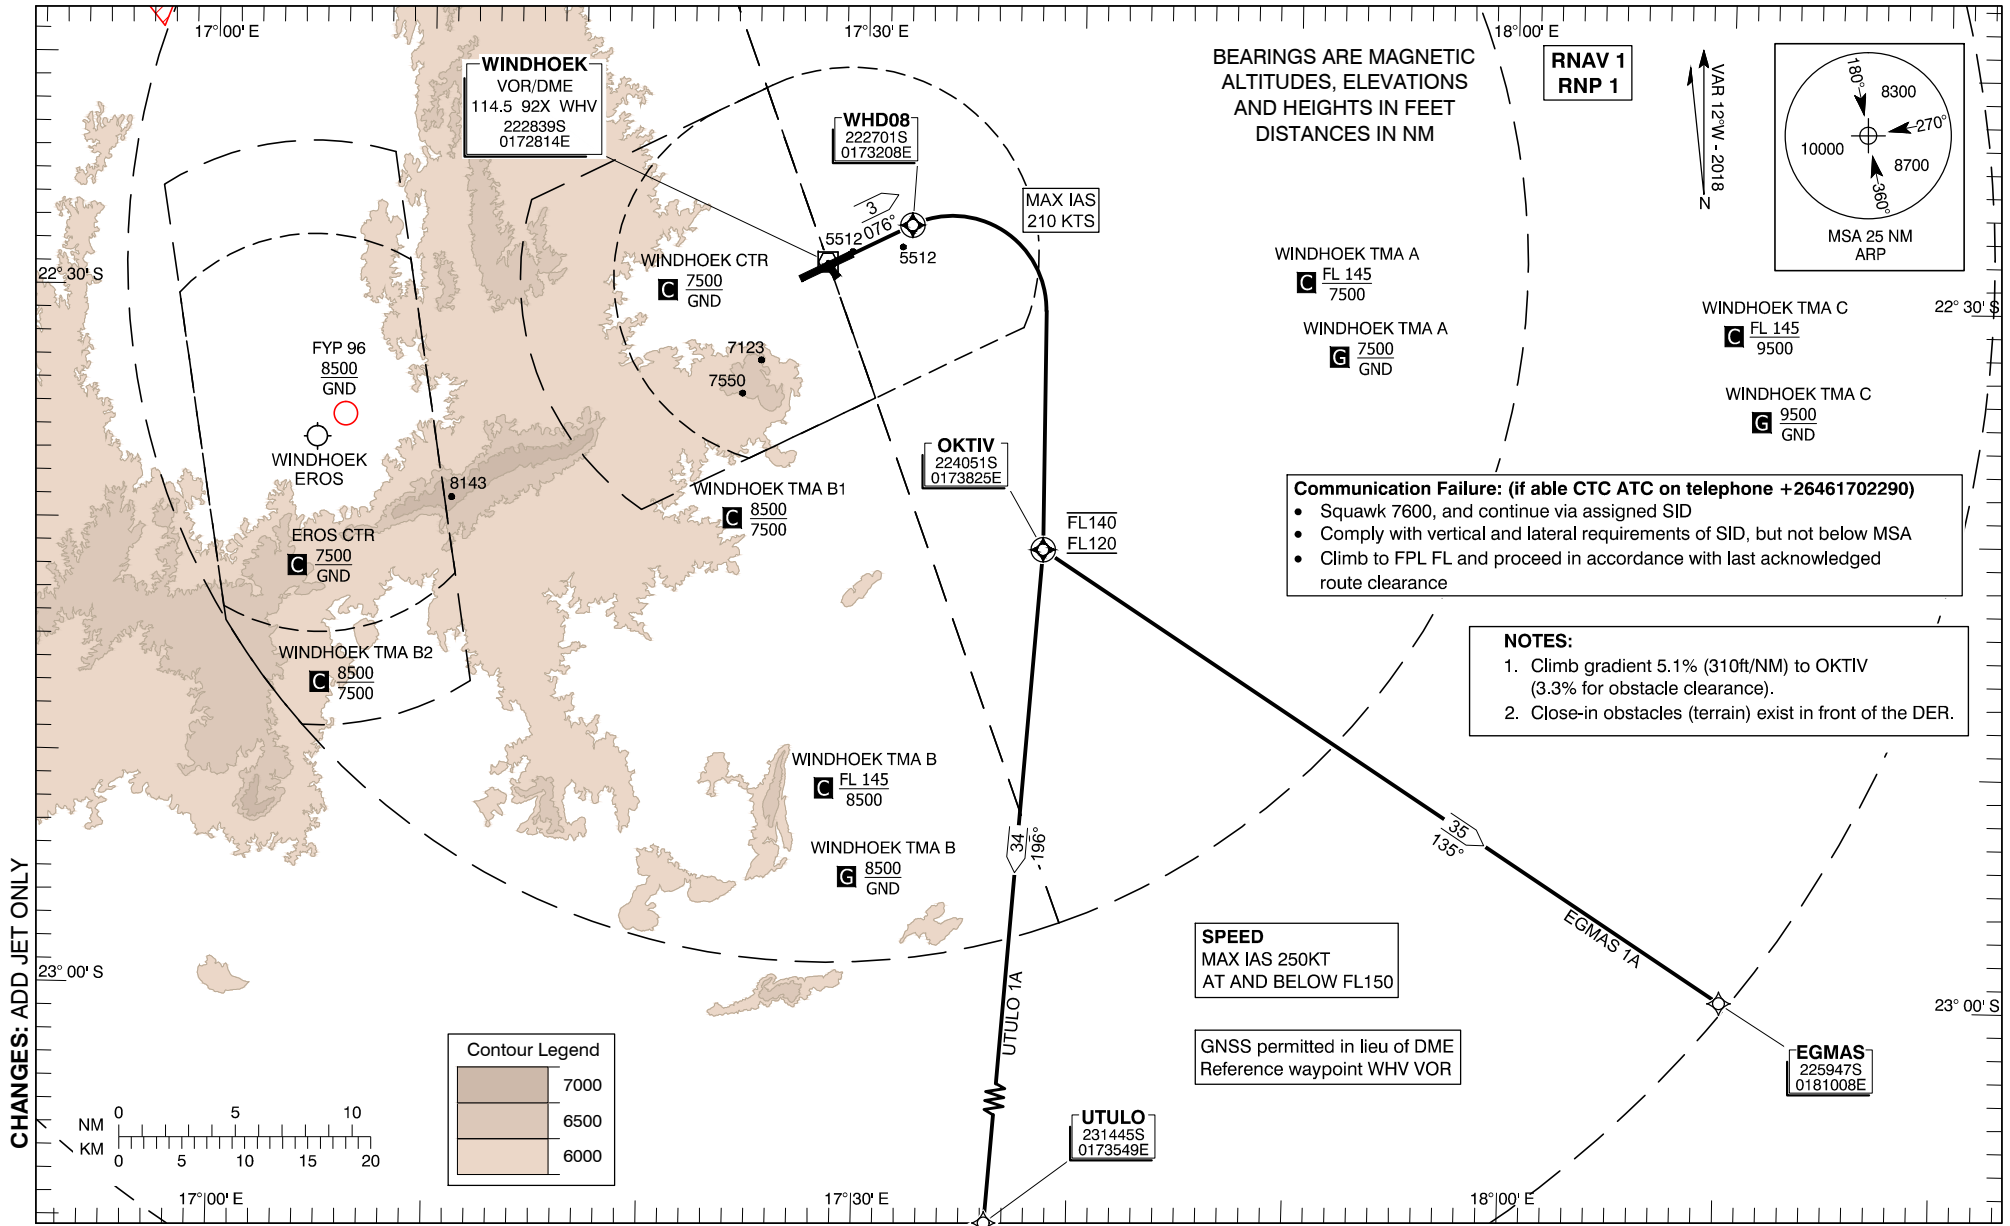 17° 00' E
17° 30' E
18° 00' E
WINDHOEK
VOR/DME
114.5 92X WHV
222839S
0172814E
WHD08
222701S
0173208E
BEARINGS ARE MAGNETIC
ALTITUDES, ELEVATIONS
AND HEIGHTS IN FEET
DISTANCES IN NM
RNAV 1
RNP 1
VAR 12°W - 2018
N
180°
8300
270°
10000
8700
360°
MSA 25 NM
ARP
MAX IAS
210 KTS
3
076°
5512
5512
WINDHOEK CTR
C 7500
GND
22° 30' S
WINDHOEK TMA A
C FL 145
7500
WINDHOEK TMA A
G 7500
GND
WINDHOEK TMA C
C FL 145
9500
22° 30' S
WINDHOEK TMA C
G 9500
GND
FYP 96
8500
GND
WINDHOEK
EROS
7123
7550
8143
OKTIV
224051S
0173825E
FL140
FL120
WINDHOEK TMA B1
C 8500
7500
EROS CTR
C 7500
GND
WINDHOEK TMA B2
C 8500
7500
Communication Failure: (if able CTC ATC on telephone +26461702290)
• Squawk 7600, and continue via assigned SID
• Comply with vertical and lateral requirements of SID, but not below MSA
• Climb to FPL FL and proceed in accordance with last acknowledged
route clearance
NOTES:
1. Climb gradient 5.1% (310ft/NM) to OKTIV
(3.3% for obstacle clearance).
2. Close-in obstacles (terrain) exist in front of the DER.
WINDHOEK TMA B
C FL 145
8500
WINDHOEK TMA B
G 8500
GND
34
196°
35
135°
EGMAS 1A
UTULO 1A
SPEED
MAX IAS 250KT
AT AND BELOW FL150
GNSS permitted in lieu of DME
Reference waypoint WHV VOR
23° 00' S
23° 00' S
EGMAS
225947S
0181008E
UTULO
231445S
0173549E
Contour Legend
7000
6500
6000
NM 0 5 10
KM 0 5 10 15 20
17° 00' E
17° 30' E
18° 00' E
CHANGES: ADD JET ONLY